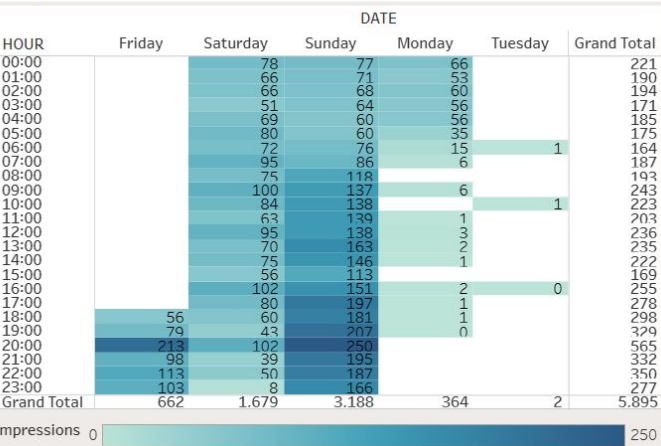 DATE
HOUR Friday Saturday Sunday Monday Tuesday Grand Total
00:00 78 77 66 221
01:00 66 71 53 190
02:00 66 68 60 194
03:00 51 64 56 171
04:00 69 60 56 185
05:00 80 60 35 175
06:00 72 76 15 1 164
07:00 95 86 6 187
08:00 75 118 193
09:00 100 137 6 243
10:00 84 138 1 223
11:00 63 139 1 203
12:00 95 138 3 236
13:00 70 163 2 235
14:00 75 146 1 222
15:00 56 113 169
16:00 102 151 2 0 255
17:00 80 197 1 278
18:00 56 60 181 1 298
19:00 79 43 207 0 329
20:00 213 102 250 565
21:00 98 39 195 332
22:00 113 50 187 350
23:00 103 8 166 277
Grand Total 662 1.679 3.188 364 2 5.895
mpressions 0 250